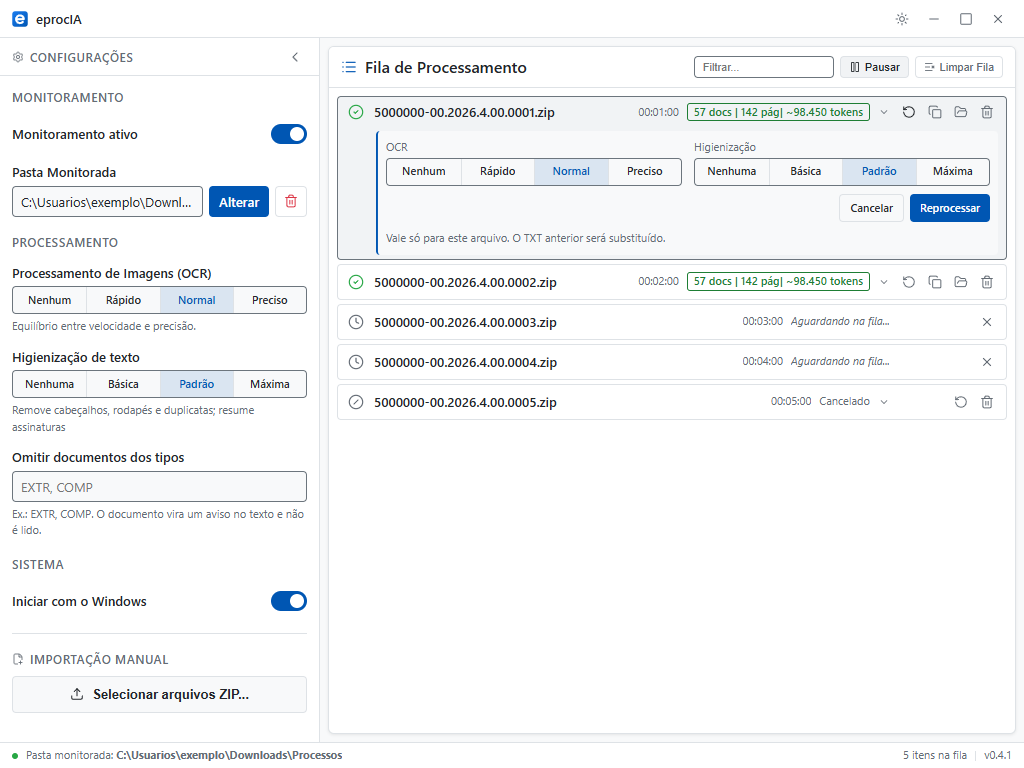 eprocIA
CONFIGURAÇÕES
MONITORAMENTO
Monitoramento ativo
Pasta Monitorada
C:\Usuarios\exemplo\Downl...
Alterar
PROCESSAMENTO
Processamento de Imagens (OCR)
Nenhum Rápido Normal Preciso
Equilíbrio entre velocidade e precisão.
Higienização de texto
Nenhuma Básica Padrão Máxima
Remove cabeçalhos, rodapés e duplicatas; resume
assinaturas
Omitir documentos dos tipos
EXTR, COMP
Ex.: EXTR, COMP. O documento vira um aviso no texto e não
é lido.
SISTEMA
Iniciar com o Windows
IMPORTAÇÃO MANUAL
Selecionar arquivos ZIP...
Fila de Processamento
Filtrar...
Pausar
Limpar Fila
5000000-00.2026.4.00.0001.zip 00:01:00 57 docs | 142 pág| ~98.450 tokens
OCR
Nenhum Rápido Normal Preciso
Higienização
Nenhuma Básica Padrão Máxima
Cancelar Reprocessar
Vale só para este arquivo. O TXT anterior será substituído.
5000000-00.2026.4.00.0002.zip 00:02:00 57 docs | 142 pág| ~98.450 tokens
5000000-00.2026.4.00.0003.zip 00:03:00 Aguardando na fila...
5000000-00.2026.4.00.0004.zip 00:04:00 Aguardando na fila...
5000000-00.2026.4.00.0005.zip 00:05:00 Cancelado
Pasta monitorada: C:\Usuarios\exemplo\Downloads\Processos
5 itens na fila | v0.4.1